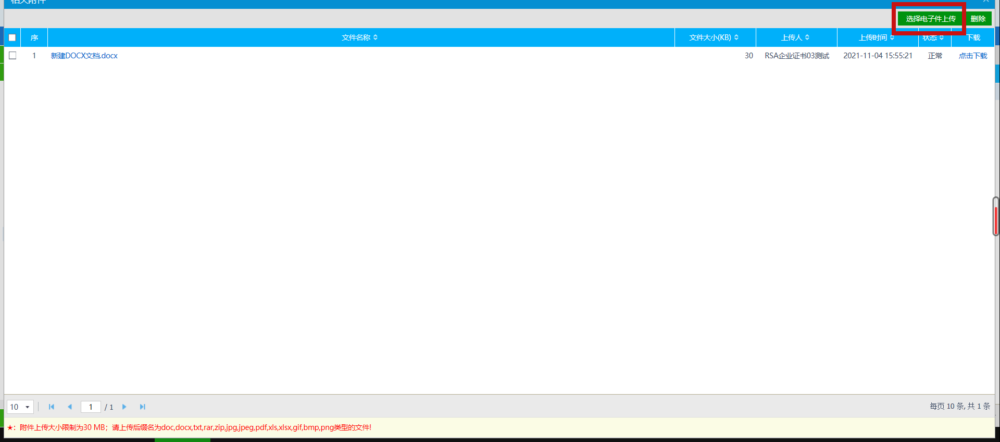 相关附件
选择电子件上传 删除
序 文件名称 文件大小(KB) 上传人 上传时间 状态 下载
1 新建DOCX文档.docx 30 RSA企业证书03测试 2021-11-04 15:55:21 正常 点击下载
10 1 / 1 每页 10 条, 共 1 条
★：附件上传大小限制为30 MB；请上传后缀名为doc,docx,txt,rar,zip,jpg,jpeg,pdf,xls,xlsx,gif,bmp,png类型的文件!